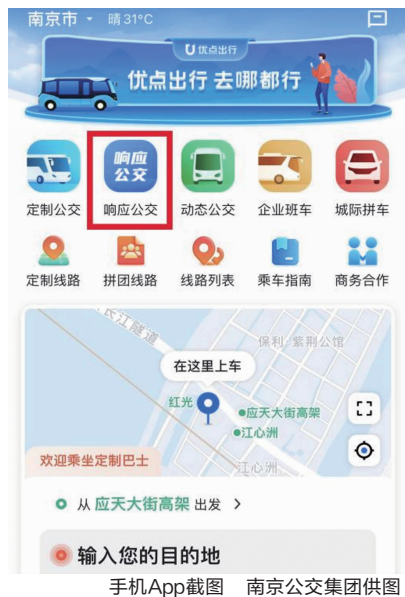 南京市 晴31°C
U优点出行
优点出行 去哪都行
响应
公交
定制公交 响应公交 动态公交 企业班车 城际拼车
定制线路 拼团线路 线路列表 乘车指南 商务合作
长江隧道
保利·紫荆公馆
在这里上车
红光
应天大街高架
江心洲
江心洲
欢迎乘坐定制巴士
从 应天大街高架 出发 >
输入您的目的地
手机App截图 南京公交集团供图